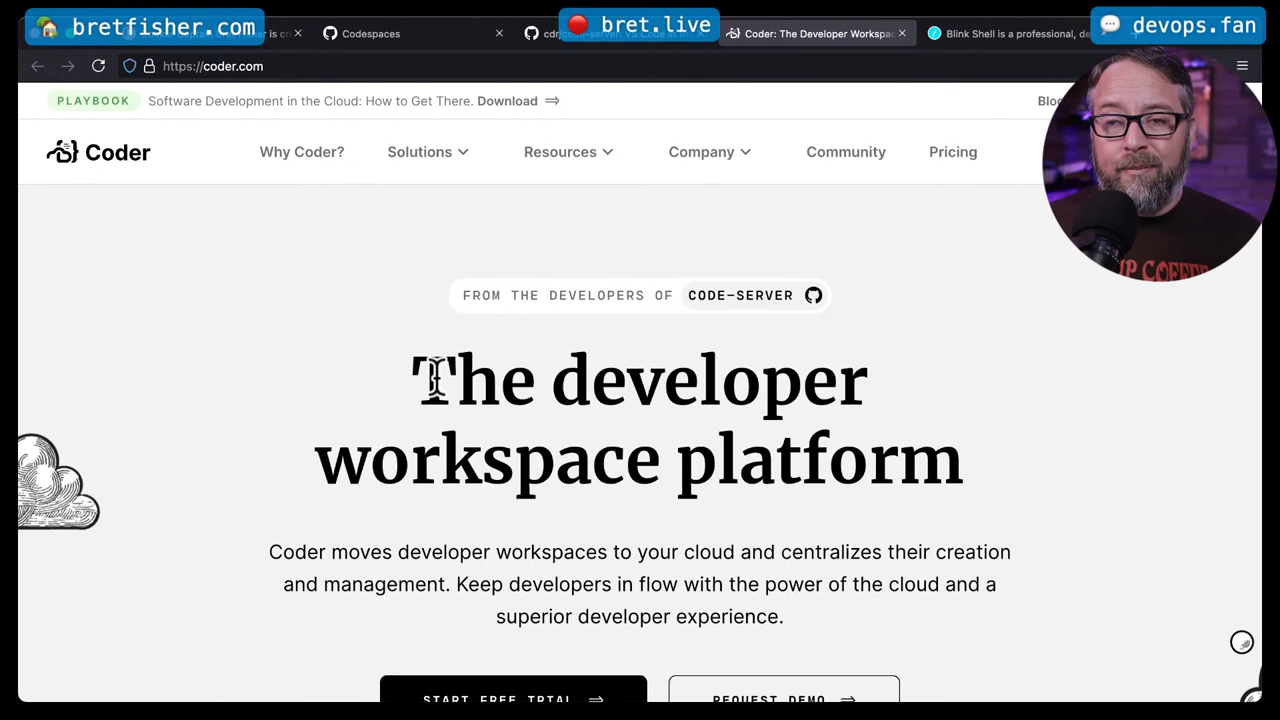 bretfisher.com
bret.live
devops.fan
Codespaces
Coder: The Developer Workspac
Blink Shell is a professional, de
https://coder.com
PLAYBOOK Software Development in the Cloud: How to Get There. Download
Coder
Why Coder? Solutions Resources Company Community Pricing
FROM THE DEVELOPERS OF CODE-SERVER
The developer
workspace platform
Coder moves developer workspaces to your cloud and centralizes their creation
and management. Keep developers in flow with the power of the cloud and a
superior developer experience.
START FREE TRIAL
REQUEST DEMO